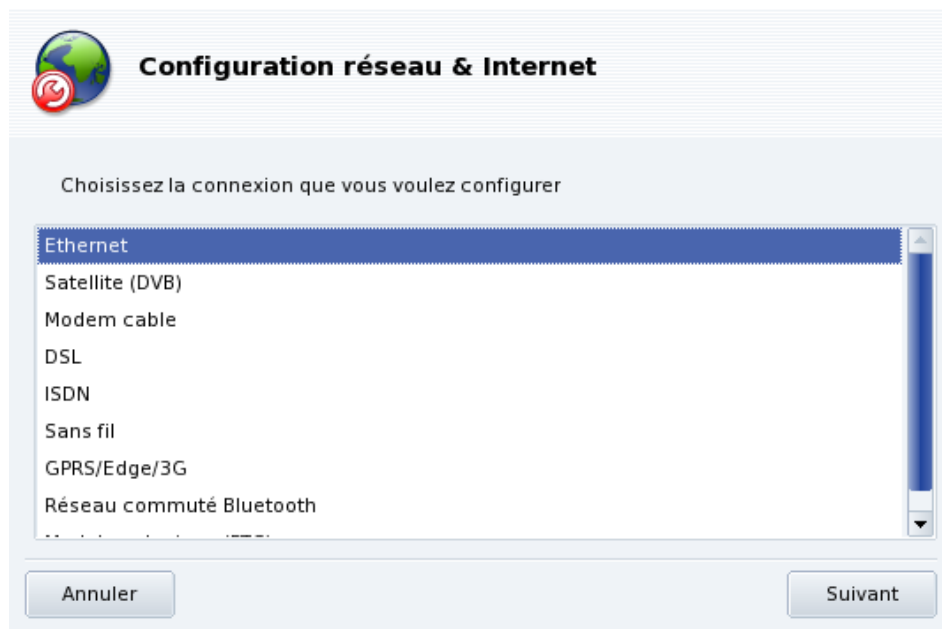 Configuration réseau & Internet
Choisissez la connexion que vous voulez configurer
Ethernet
Satellite (DVB)
Modem cable
DSL
ISDN
Sans fil
GPRS/Edge/3G
Réseau commuté Bluetooth
Annuler
Suivant